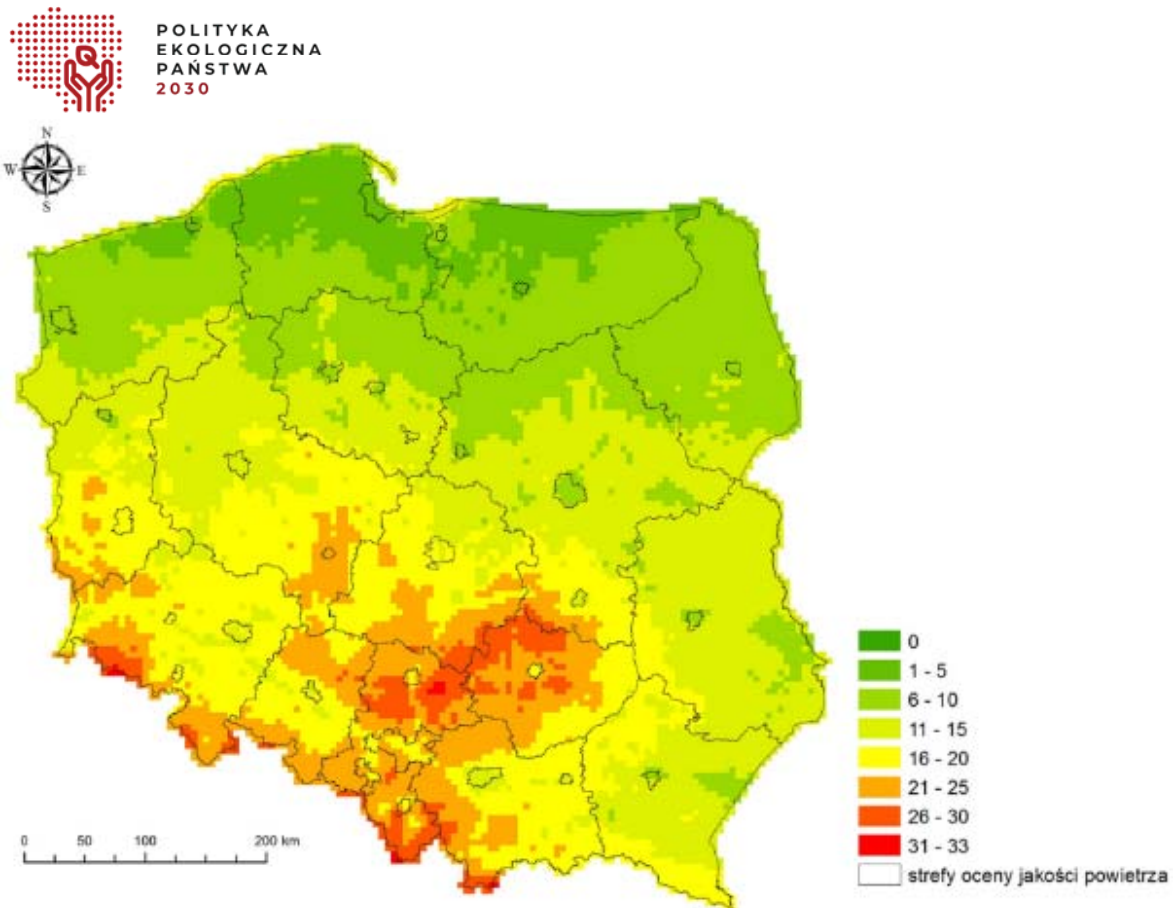 POLITYKA
EKOLOGICZNA
PAŃSTWA
2030
N
W E
S
0 50 100 200 km
0
1 - 5
6 - 10
11 - 15
16 - 20
21 - 25
26 - 30
31 - 33
strefy oceny jakości powietrza